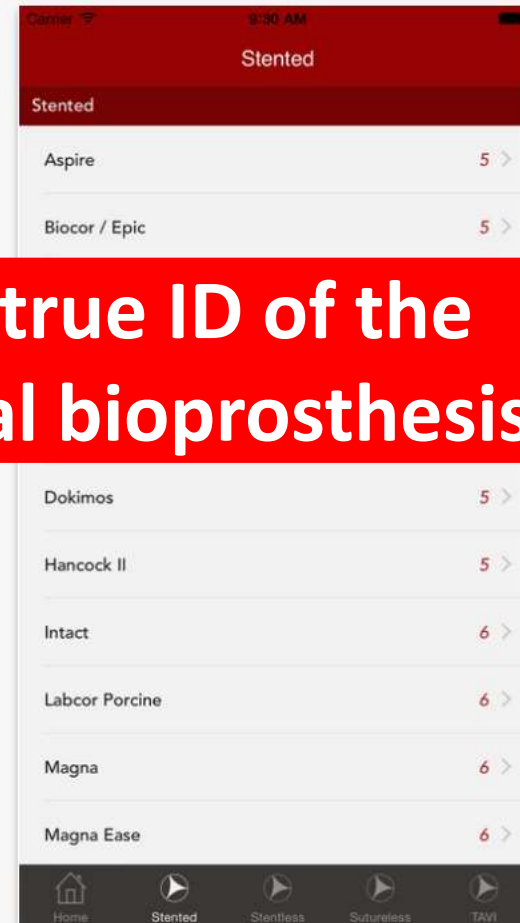 Carrier 9:30 AM
Stented
Stented
Aspire 5 >
Biocor / Epic 5 >
true ID of the
al bioprosthesis
Dokimos 5 >
Hancock II 5 >
Intact 6 >
Labcor Porcine 6 >
Magna 6 >
Magna Ease 6 >
Home Stented Stentless Sutureless TAVI